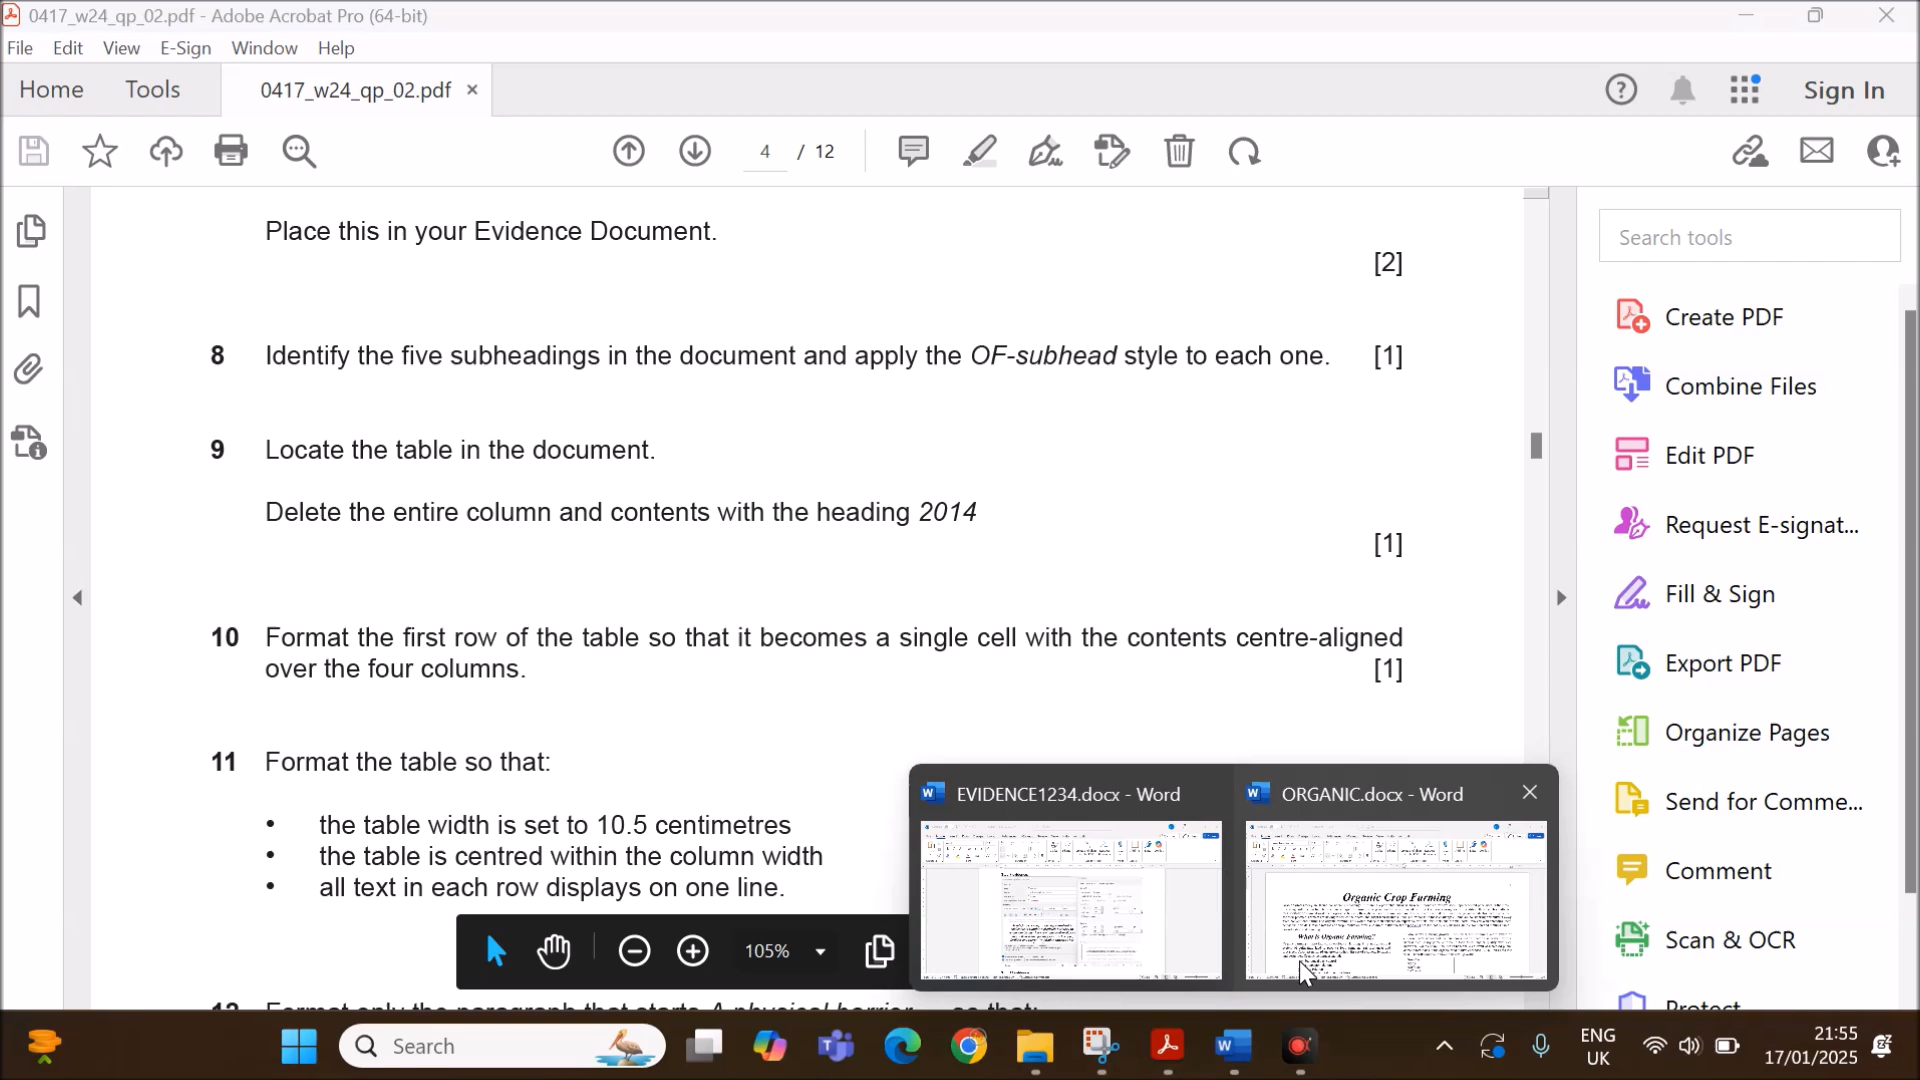 0417_w24_qp_02.pdf - Adobe Acrobat Pro (64-bit)
File Edit View E-Sign Window Help
Home Tools 0417_w24_qp_02.pdf × Sign In
4 / 12
Place this in your Evidence Document.
[2]
8 Identify the five subheadings in the document and apply the OF-subhead style to each one. [1]
9 Locate the table in the document.
Delete the entire column and contents with the heading 2014
[1]
10 Format the first row of the table so that it becomes a single cell with the contents centre-aligned
over the four columns. [1]
11 Format the table so that:
• the table width is set to 10.5 centimetres
• the table is centred within the column width
• all text in each row displays on one line.
12 Format only the paragraph that starts A physical barrier ... so that:
105%
EVIDENCE1234.docx - Word
ORGANIC.docx - Word
Organic Crop Farming
What is Organic Farming?
Search tools
Create PDF
Combine Files
Edit PDF
Request E-signat...
Fill & Sign
Export PDF
Organize Pages
Send for Comme...
Comment
Scan & OCR
Protect
Search
ENG
UK
21:55
17/01/2025